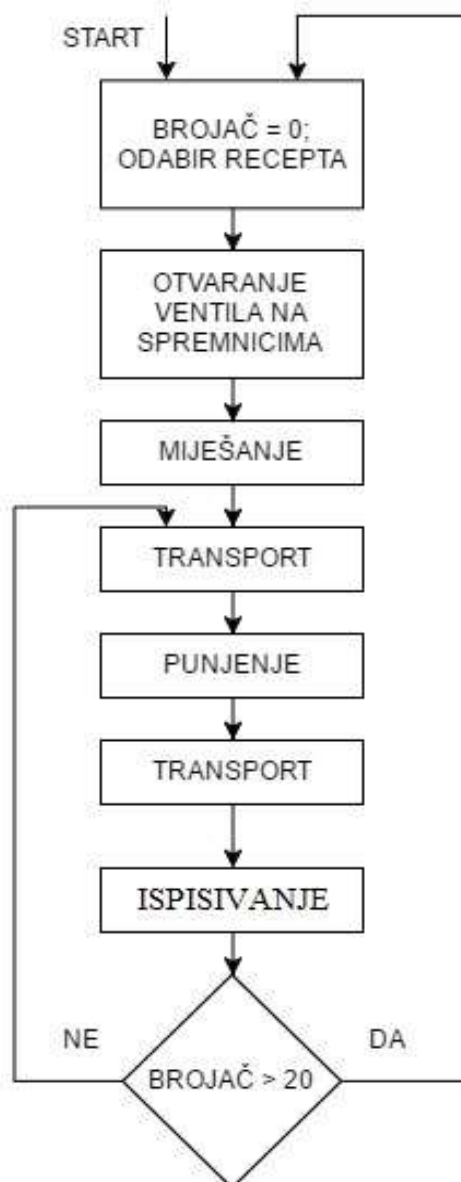 START
BROJAČ = 0;
ODABIR RECEPTA
OTVARANJE
VENTILA NA
SPREMNICIMA
MIJEŠANJE
TRANSPORT
PUNJENJE
TRANSPORT
ISPISIVANJE
NE
DA
BROJAČ > 20